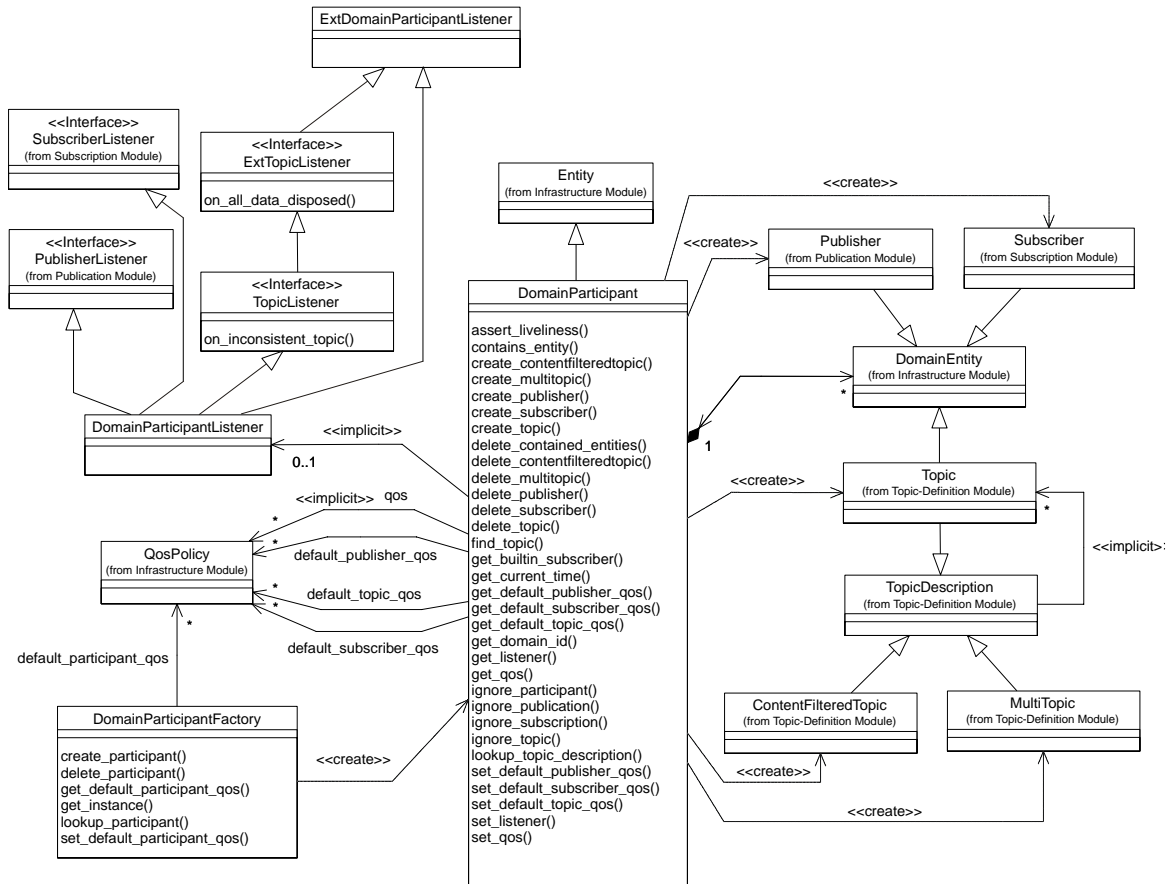 ExtDomainParticipantListener
<<Interface>>
SubscriberListener
(from Subscription Module)
<<Interface>>
ExtTopicListener
on_all_data_disposed()
<<Interface>>
PublisherListener
(from Publication Module)
<<Interface>>
TopicListener
on_inconsistent_topic()
DomainParticipantListener
<<implicit>>
0..1
<<implicit>>
qos
*
*
default_publisher_qos
QosPolicy
(from Infrastructure Module)
*
default_topic_qos
*
default_subscriber_qos
*
default_participant_qos
DomainParticipantFactory
create_participant()
delete_participant()
get_default_participant_qos()
get_instance()
lookup_participant()
set_default_participant_qos()
<<create>>
Entity
(from Infrastructure Module)
DomainParticipant
assert_liveliness()
contains_entity()
create_contentfilteredtopic()
create_multitopic()
create_publisher()
create_subscriber()
create_topic()
delete_contained_entities()
delete_contentfilteredtopic()
delete_multitopic()
delete_publisher()
delete_subscriber()
delete_topic()
find_topic()
get_builtin_subscriber()
get_current_time()
get_default_publisher_qos()
get_default_subscriber_qos()
get_default_topic_qos()
get_domain_id()
get_listener()
get_qos()
ignore_participant()
ignore_publication()
ignore_subscription()
ignore_topic()
lookup_topic_description()
set_default_publisher_qos()
set_default_subscriber_qos()
set_default_topic_qos()
set_listener()
set_qos()
<<create>>
<<create>>
Publisher
(from Publication Module)
Subscriber
(from Subscription Module)
DomainEntity
(from Infrastructure Module)
*
1
<<create>>
Topic
(from Topic-Definition Module)
*
<<implicit>>
TopicDescription
(from Topic-Definition Module)
ContentFilteredTopic
(from Topic-Definition Module)
MultiTopic
(from Topic-Definition Module)
<<create>>
<<create>>